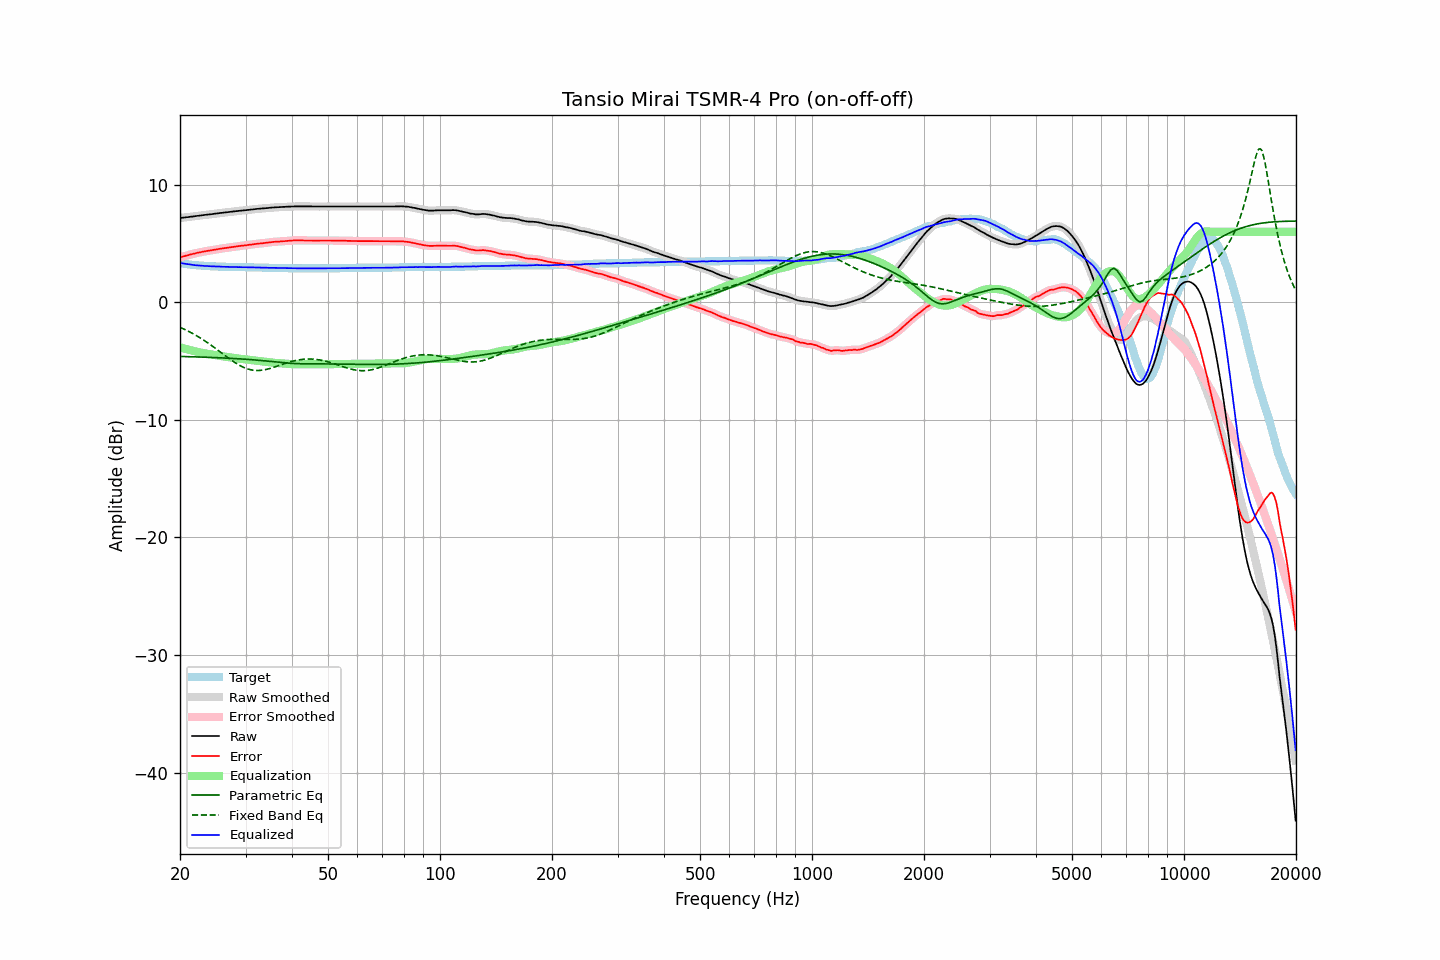 Tansio Mirai TSMR-4 Pro (on-off-off)
Amplitude (dBr)
10
0
−10
−20
−30
−40
Target
Raw Smoothed
Error Smoothed
Raw
Error
Equalization
Parametric Eq
Fixed Band Eq
Equalized
20 50 100 200 500 1000 2000 5000 10000 20000
Frequency (Hz)